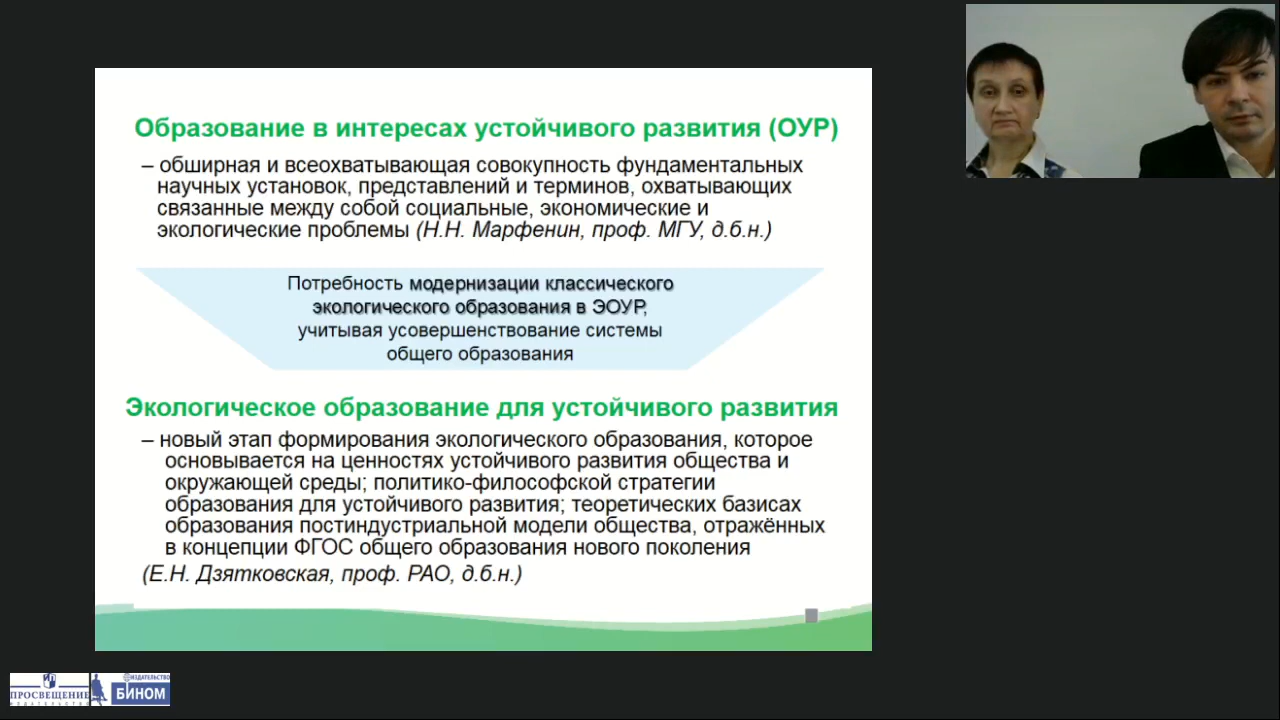 Образование в интересах устойчивого развития (ОУР)
– обширная и всеохватывающая совокупность фундаментальных
научных установок, представлений и терминов, охватывающих
связанные между собой социальные, экономические и
экологические проблемы (Н.Н. Марфенин, проф. МГУ, д.б.н.)
Потребность модернизации классического
экологического образования в ЭОУР,
учитывая усовершенствование системы
общего образования
Экологическое образование для устойчивого развития
– новый этап формирования экологического образования, которое
основывается на ценностях устойчивого развития общества и
окружающей среды; политико-философской стратегии
образования для устойчивого развития; теоретических базисах
образования постиндустриальной модели общества, отражённых
в концепции ФГОС общего образования нового поколения
(Е.Н. Дзятковская, проф. РАО, д.б.н.)
ПРОСВЕЩЕНИЕ
ИЗДАТЕЛЬСТВО
ИЗДАТЕЛЬСТВО
БИНОМ